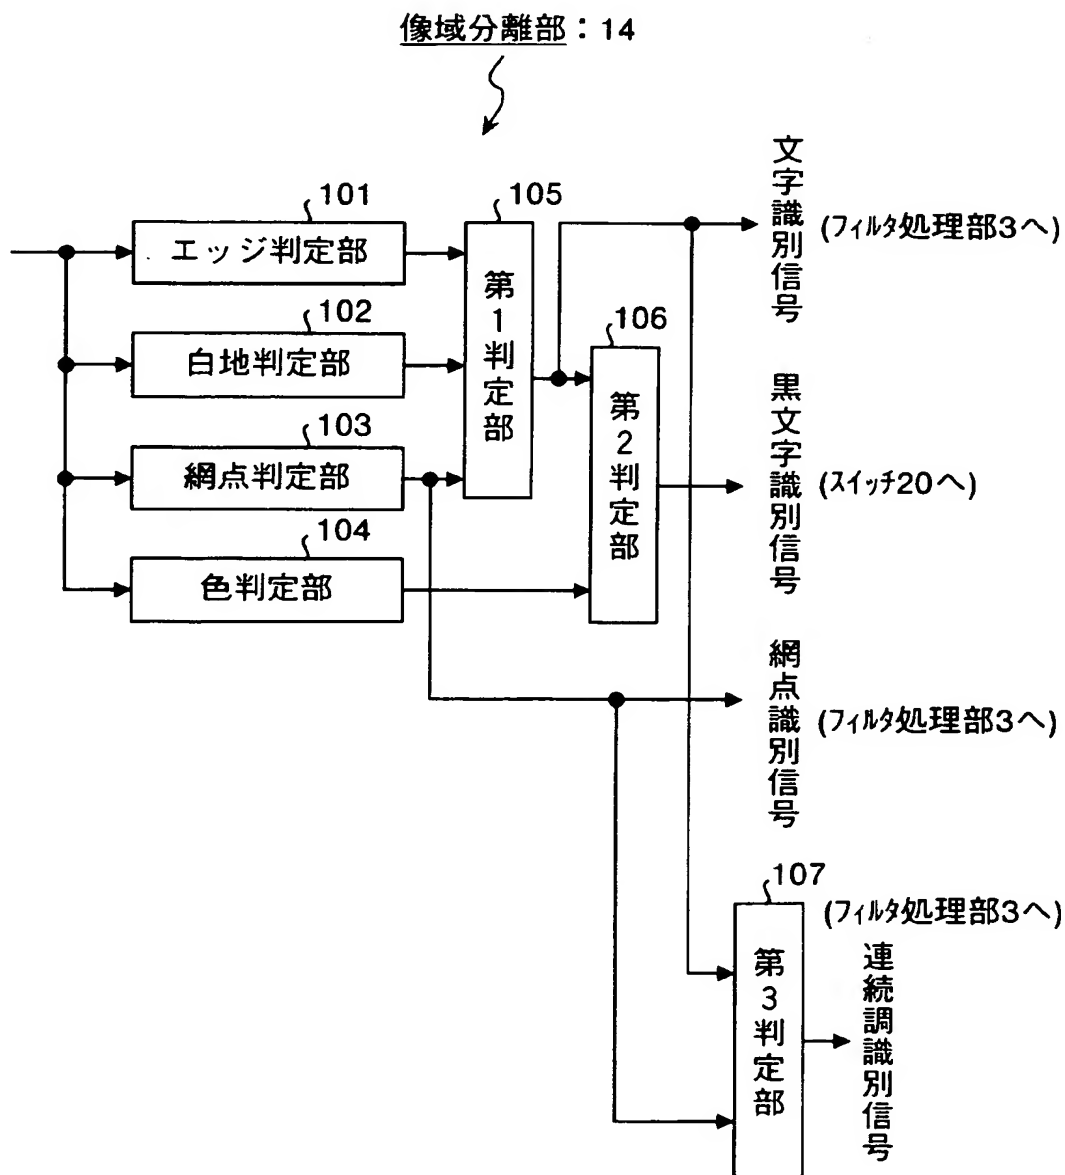 像域分離部：14
101
エッジ判定部
102
白地判定部
103
網点判定部
104
色判定部
105
第1判定部
106
第2判定部
文字識別信号
(フィルタ処理部3へ)
黒文字識別信号
(スイッチ20へ)
網点識別信号
(フィルタ処理部3へ)
107
第3判定部
(フィルタ処理部3へ)
連続調識別信号